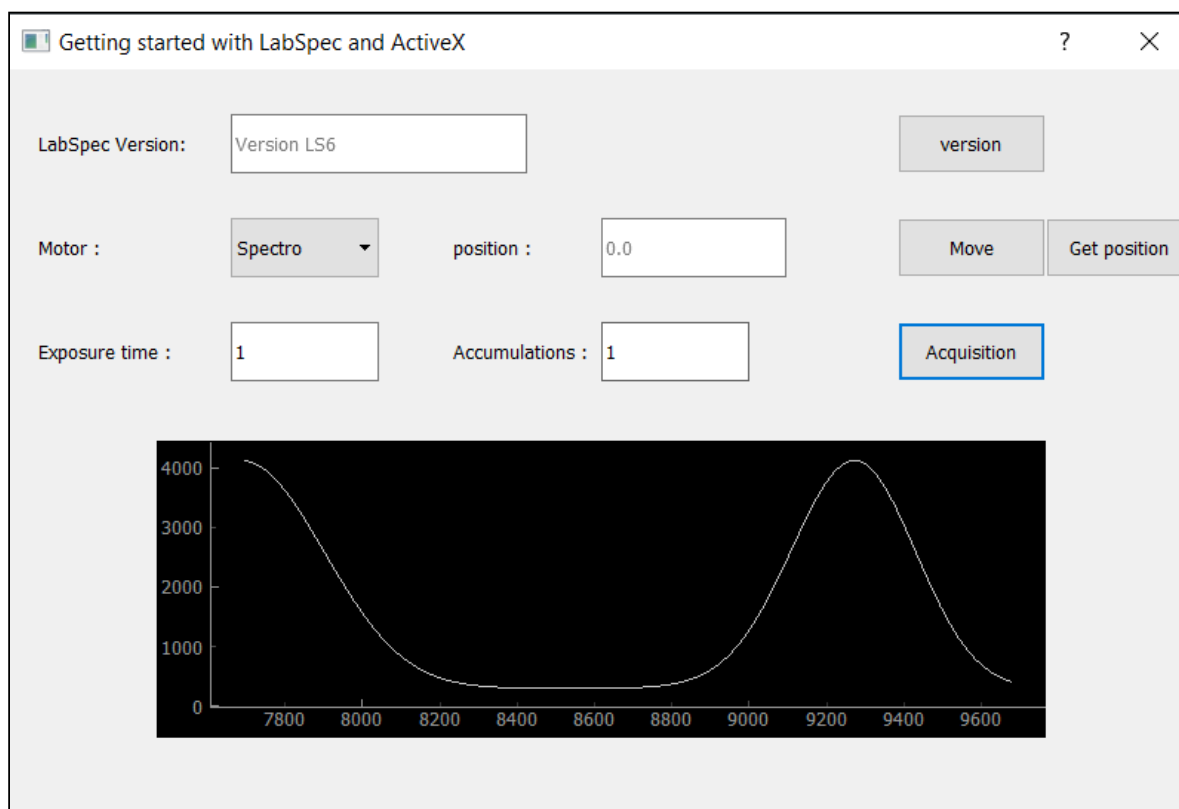 Getting started with LabSpec and ActiveX ?
LabSpec Version: Version LS6 version
Motor : Spectro position : 0.0 Move Get position
Exposure time : 1 Accumulations : 1 Acquisition
4000
3000
2000
1000
0
7800 8000 8200 8400 8600 8800 9000 9200 9400 9600